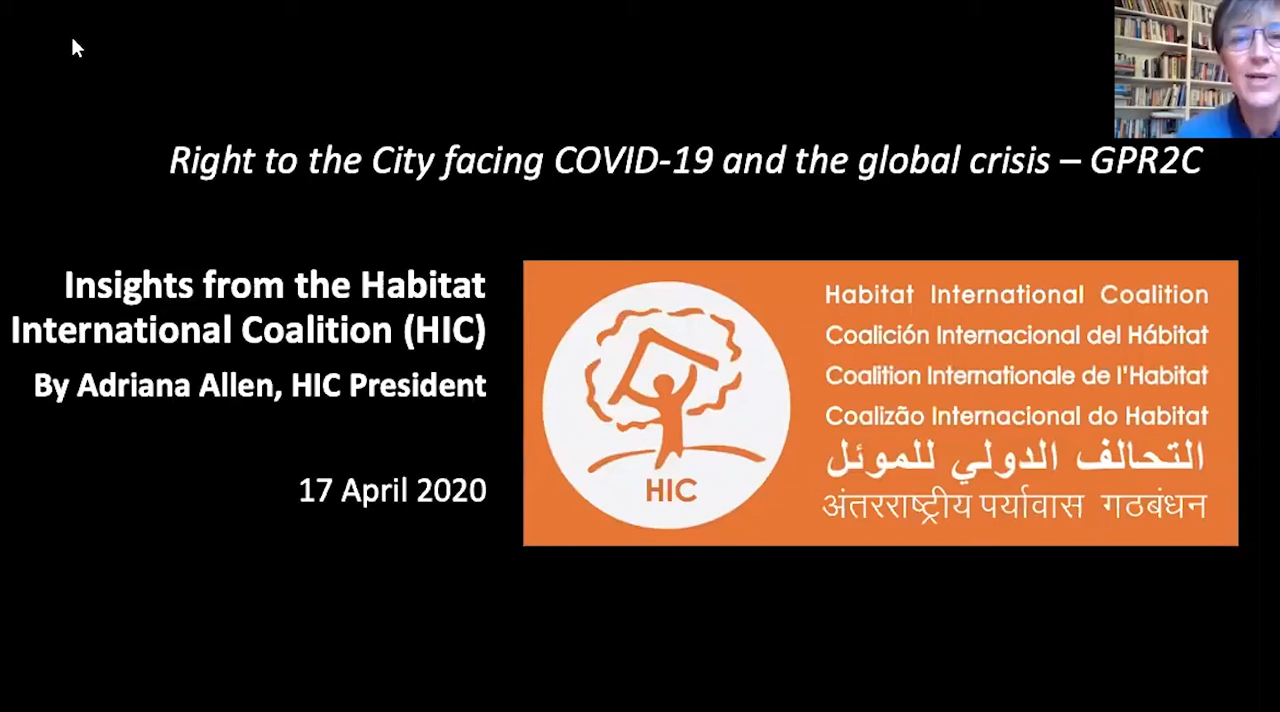 Right to the City facing COVID-19 and the global crisis – GPR2C
Insights from the Habitat
International Coalition (HIC)
By Adriana Allen, HIC President
17 April 2020
HIC
Habitat International Coalition
Coalición Internacional del Hábitat
Coalition Internationale de l'Habitat
Coalizão Internacional do Habitat
التحالف الدولي للموئل
अंतरराष्ट्रीय पर्यावास गठबंधन